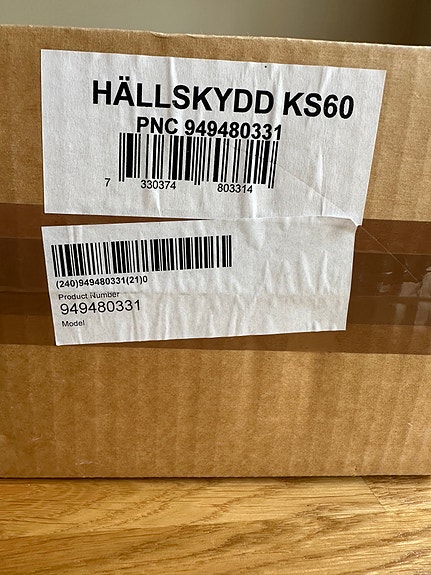 HÄLLSKYDD KS60
PNC 949480331
7 330374 803314
(240)949480331(21)0
Product Number
949480331
Model